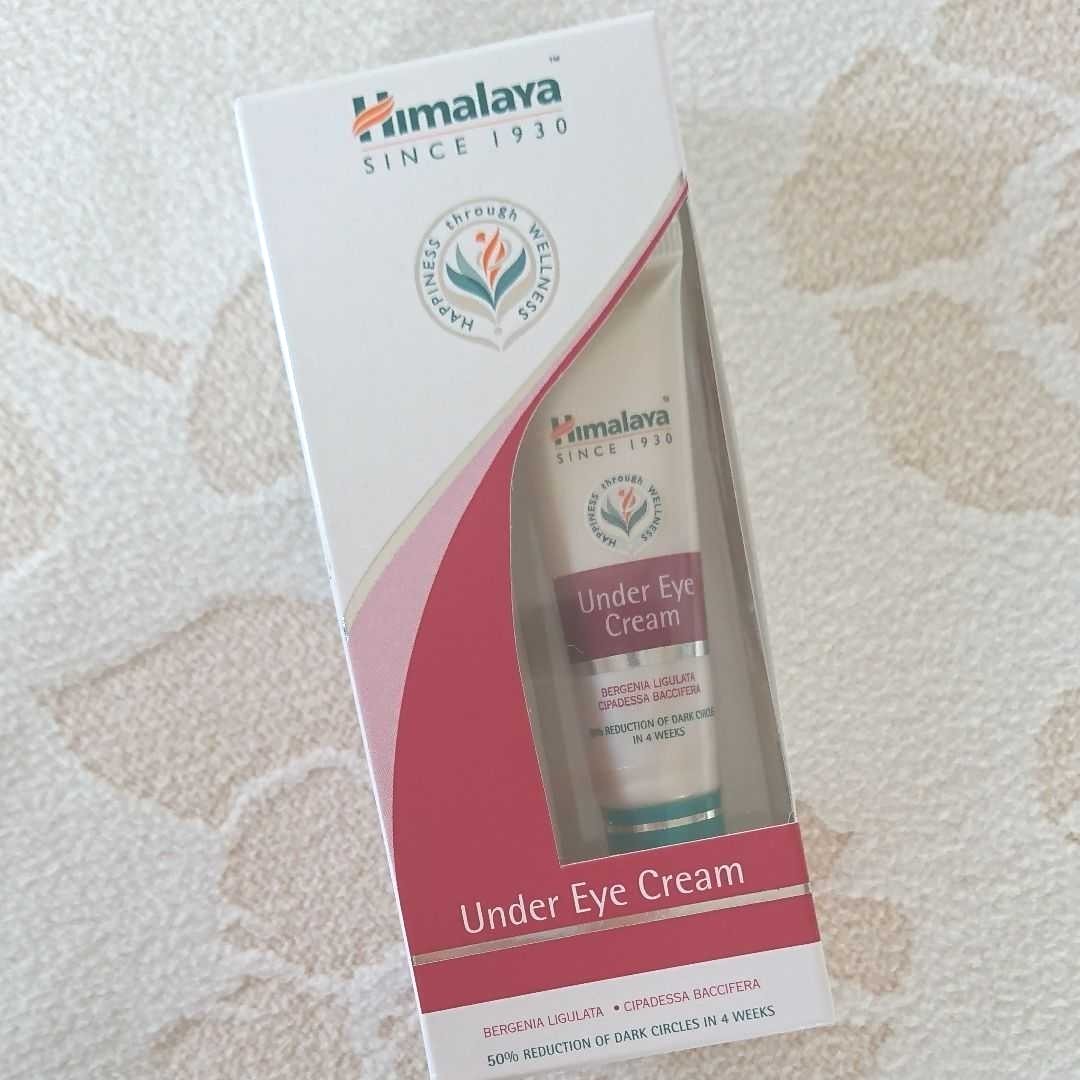 Himalaya
TM
SINCE 1930
HAPPINESS through WELLNESS
Himalaya
SINCE 1930
HAPPINESS through WELLNESS
Under Eye
Cream
BERGENIA LIGULATA
CIPADESSA BACCIFERA
REDUCTION OF DARK CIRCLE
IN 4 WEEKS
Under Eye Cream
BERGENIA LIGULATA • CIPADESSA BACCIFERA
50% REDUCTION OF DARK CIRCLES IN 4 WEEKS